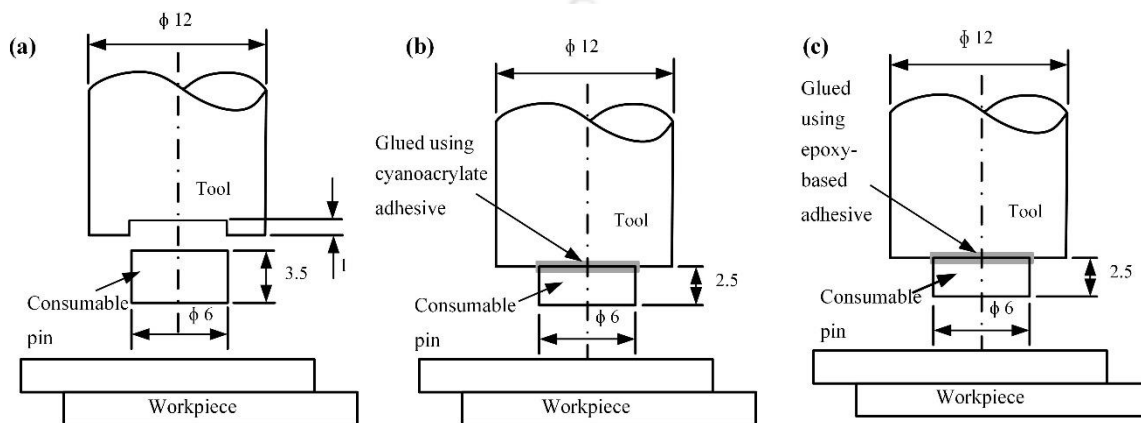 (a)
ϕ 12
Tool
1
3.5
Consumable
pin
ϕ 6
Workpiece
(b)
ϕ 12
Glued using
cyanoacrylate
adhesive
Tool
2.5
Consumable
pin
ϕ 6
Workpiece
(c)
ϕ 12
Glued
using
epoxy-
based
adhesive
Tool
2.5
Consumable
pin
ϕ 6
Workpiece